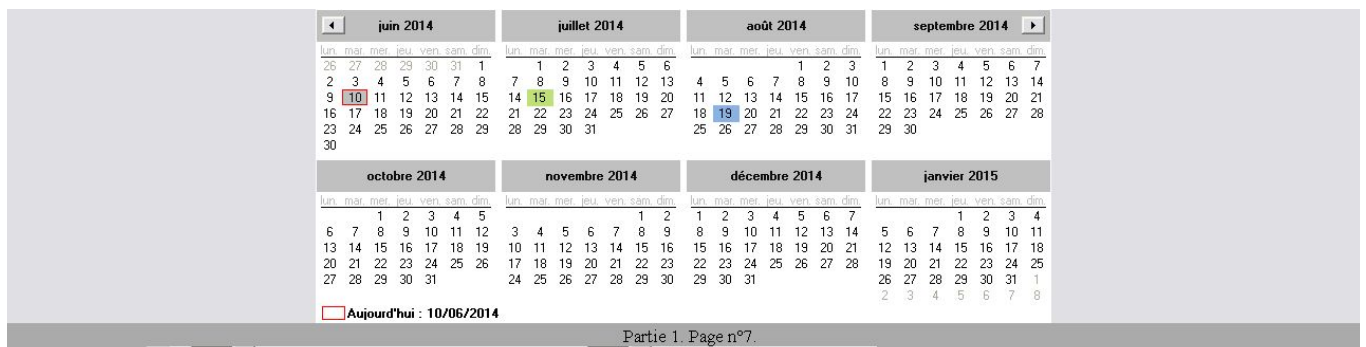 juin 2014 juillet 2014 août 2014 septembre 2014
lun. mar. mer. jeu. ven. sam. dim. lun. mar. mer. jeu. ven. sam. dim. lun. mar. mer. jeu. ven. sam. dim. lun. mar. mer. jeu. ven. sam. dim.
26 27 28 29 30 31 1 1 2 3 4 5 6 1 2 3 1 2 3 4 5 6 7
2 3 4 5 6 7 8 7 8 9 10 11 12 13 4 5 6 7 8 9 10 8 9 10 11 12 13 14
9 10 11 12 13 14 15 14 15 16 17 18 19 20 11 12 13 14 15 16 17 15 16 17 18 19 20 21
16 17 18 19 20 21 22 21 22 23 24 25 26 27 18 19 20 21 22 23 24 22 23 24 25 26 27 28
23 24 25 26 27 28 29 28 29 30 31 25 26 27 28 29 30 31 29 30
30
octobre 2014 novembre 2014 décembre 2014 janvier 2015
lun. mar. mer. jeu. ven. sam. dim. lun. mar. mer. jeu. ven. sam. dim. lun. mar. mer. jeu. ven. sam. dim. lun. mar. mer. jeu. ven. sam. dim.
1 2 3 4 5 1 2 1 2 3 4 5 6 7 1 2 3 4
6 7 8 9 10 11 12 3 4 5 6 7 8 9 8 9 10 11 12 13 14 5 6 7 8 9 10 11
13 14 15 16 17 18 19 10 11 12 13 14 15 16 15 16 17 18 19 20 21 12 13 14 15 16 17 18
20 21 22 23 24 25 26 17 18 19 20 21 22 23 22 23 24 25 26 27 28 19 20 21 22 23 24 25
27 28 29 30 31 24 25 26 27 28 29 30 29 30 31 26 27 28 29 30 31 1
2 3 4 5 6 7 8
Aujourd'hui : 10/06/2014
Partie 1. Page n°7.